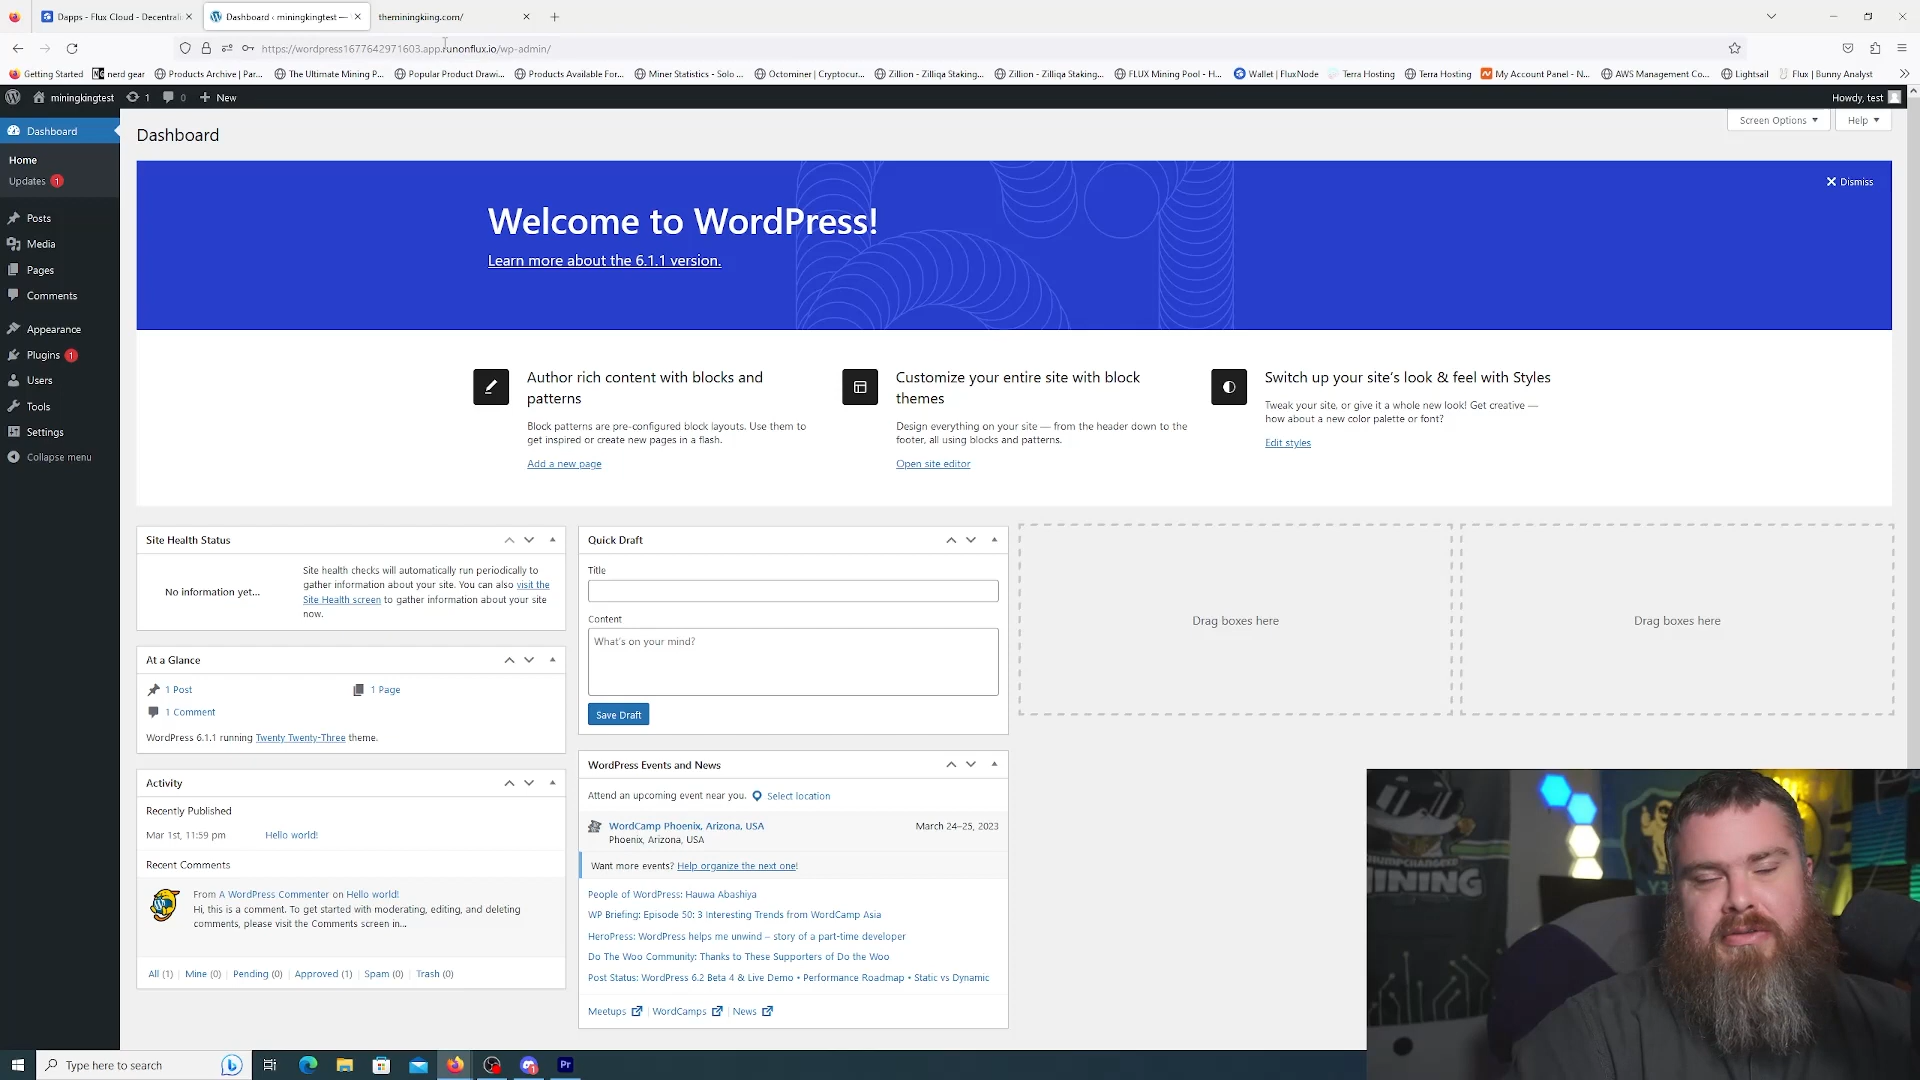 Dapps - Flux Cloud - Decentrali
Dashboard ‹ miningkingtest —
theminingkiing.com/
https://wordpress1677642971603.app.runonflux.io/wp-admin/
Getting Started
nerd gear
Products Archive | Par...
The Ultimate Mining P...
Popular Product Drawi...
Products Available For...
Miner Statistics - Solo ...
Octominer | Cryptocur...
Zillion - Zilliqa Staking...
Zillion - Zilliqa Staking...
FLUX Mining Pool - H...
Wallet | FluxNode
Terra Hosting
Terra Hosting
My Account Panel - N...
AWS Management Co...
Lightsail
Flux | Bunny Analyst
miningkingtest
1
0
New
Howdy, test
Dashboard
Home
Updates 1
Posts
Media
Pages
Comments
Appearance
Plugins 1
Users
Tools
Settings
Collapse menu
Dashboard
Screen Options
Help
Welcome to WordPress!
Learn more about the 6.1.1 version.
Dismiss
Author rich content with blocks and
patterns
Block patterns are pre-configured block layouts. Use them to
get inspired or create new pages in a flash.
Add a new page
Customize your entire site with block
themes
Design everything on your site — from the header down to the
footer, all using blocks and patterns.
Open site editor
Switch up your site's look & feel with Styles
Tweak your site, or give it a whole new look! Get creative —
how about a new color palette or font?
Edit styles
Site Health Status
No information yet...
Site health checks will automatically run periodically to
gather information about your site. You can also visit the
Site Health screen to gather information about your site
now.
At a Glance
1 Post
1 Page
1 Comment
WordPress 6.1.1 running Twenty Twenty-Three theme.
Activity
Recently Published
Mar 1st, 11:59 pm
Hello world!
Recent Comments
From A WordPress Commenter on Hello world!
Hi, this is a comment. To get started with moderating, editing, and deleting
comments, please visit the Comments screen in...
All (1) | Mine (0) | Pending (0) | Approved (1) | Spam (0) | Trash (0)
Quick Draft
Title
Content
What's on your mind?
Save Draft
WordPress Events and News
Attend an upcoming event near you.
Select location
WordCamp Phoenix, Arizona, USA
March 24–25, 2023
Phoenix, Arizona, USA
Want more events? Help organize the next one!
People of WordPress: Hauwa Abashiya
WP Briefing: Episode 50: 3 Interesting Trends from WordCamp Asia
HeroPress: WordPress helps me unwind – story of a part-time developer
Do The Woo Community: Thanks to These Supporters of Do the Woo
Post Status: WordPress 6.2 Beta 4 & Live Demo • Performance Roadmap • Static vs Dynamic
Meetups | WordCamps | News
Drag boxes here
Drag boxes here
MINING
Type here to search
Pr